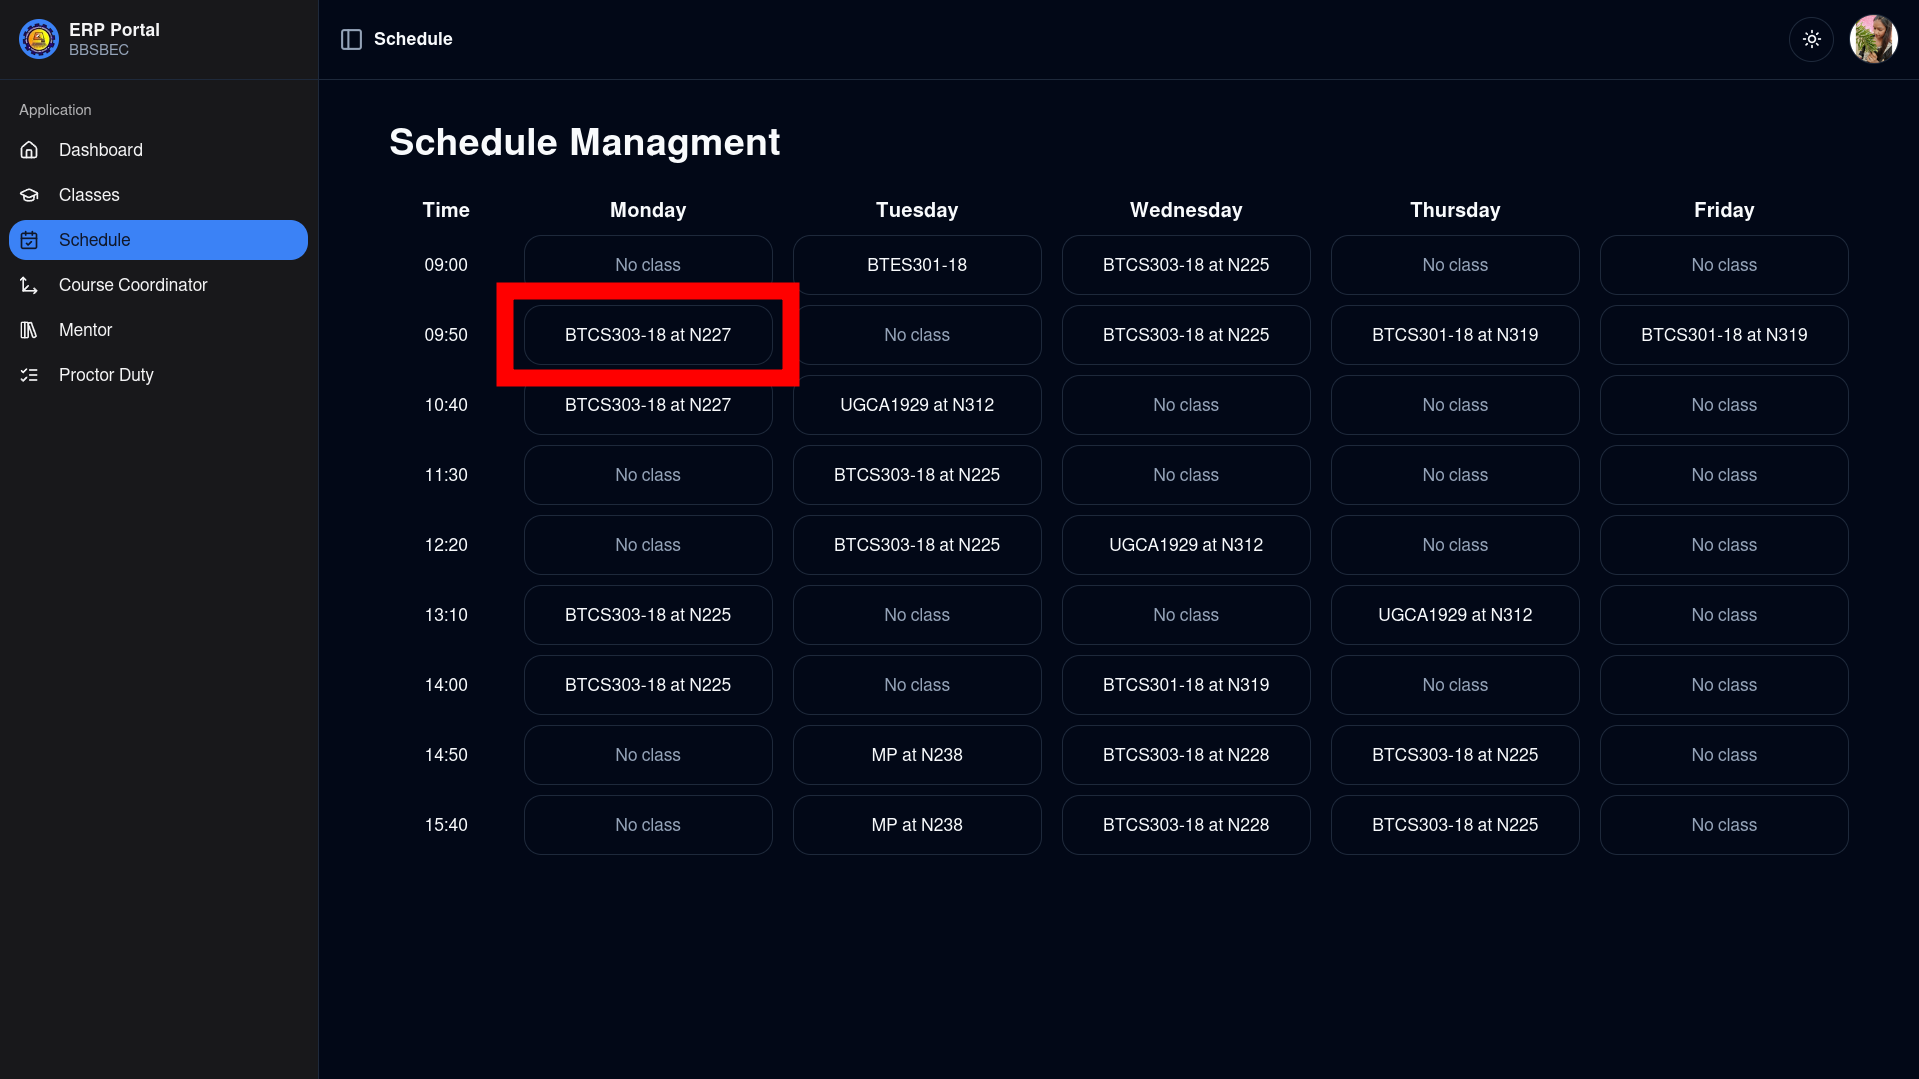 ERP Portal
BBSBEC
Schedule
Application
Dashboard
Classes
Schedule
Course Coordinator
Mentor
Proctor Duty
Schedule Managment
Time Monday Tuesday Wednesday Thursday Friday
09:00 No class BTES301-18 BTCS303-18 at N225 No class No class
09:50 BTCS303-18 at N227 No class BTCS303-18 at N225 BTCS301-18 at N319 BTCS301-18 at N319
10:40 BTCS303-18 at N227 UGCA1929 at N312 No class No class No class
11:30 No class BTCS303-18 at N225 No class No class No class
12:20 No class BTCS303-18 at N225 UGCA1929 at N312 No class No class
13:10 BTCS303-18 at N225 No class No class UGCA1929 at N312 No class
14:00 BTCS303-18 at N225 No class BTCS301-18 at N319 No class No class
14:50 No class MP at N238 BTCS303-18 at N228 BTCS303-18 at N225 No class
15:40 No class MP at N238 BTCS303-18 at N228 BTCS303-18 at N225 No class